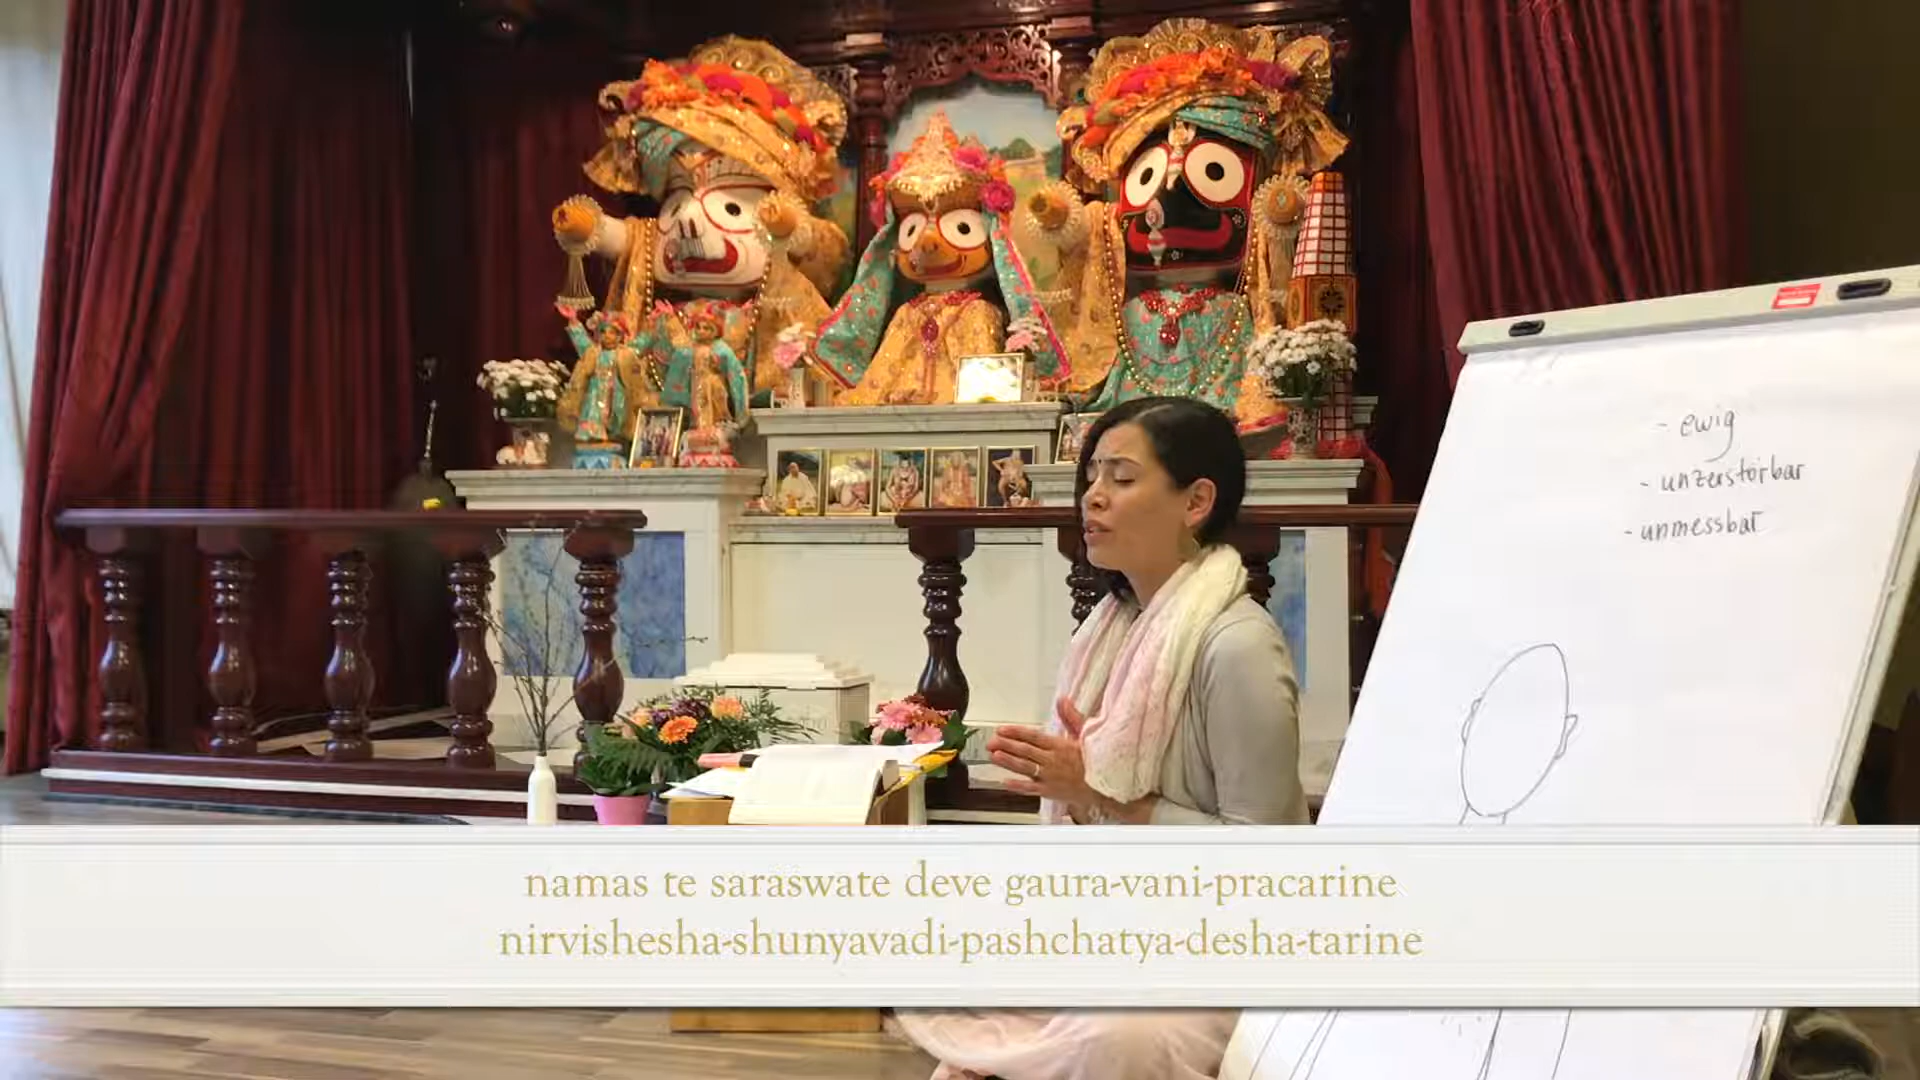 - ewig
- unzerstörbar
- unmessbar
namas te saraswate deve gaura-vani-pracarine
nirvishesha-shunyavadi-pashchatya-desha-tarine